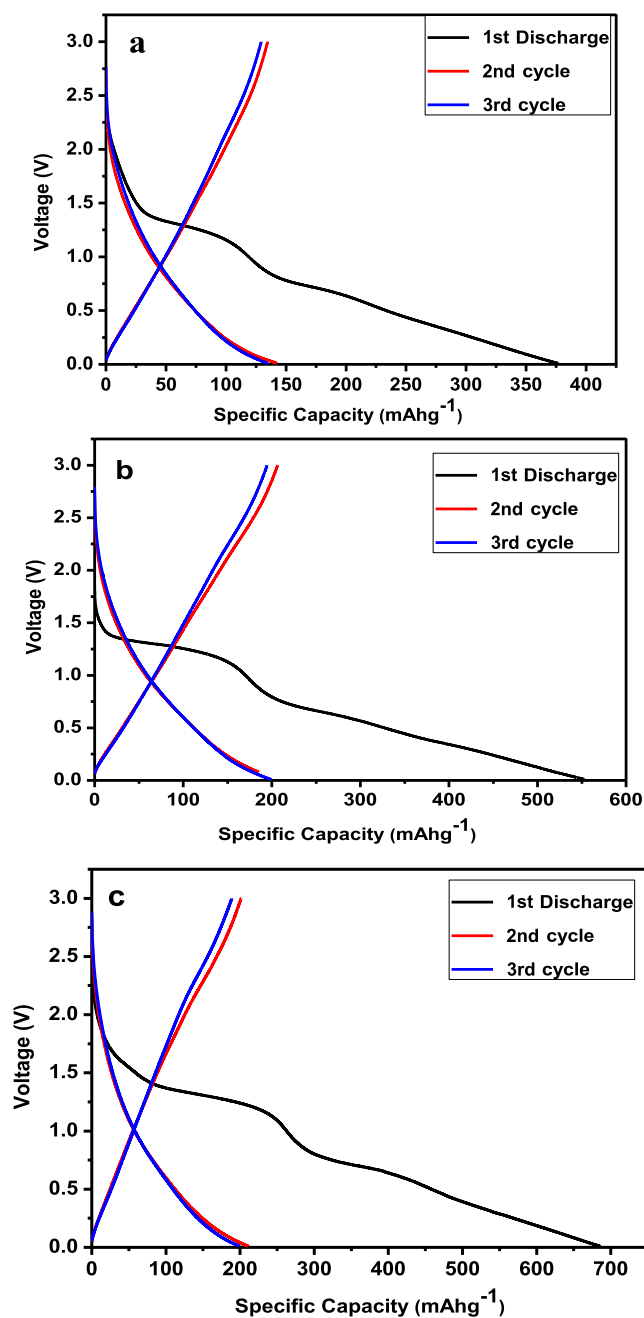 a
1st Discharge
2nd cycle
3rd cycle
3.0
2.5
2.0
1.5
1.0
0.5
0.0
Voltage (V)
0 50 100 150 200 250 300 350 400
Specific Capacity (mAhg-1)
b
1st Discharge
2nd cycle
3rd cycle
3.0
2.5
2.0
1.5
1.0
0.5
0.0
Voltage (V)
0 100 200 300 400 500 600
Specific Capacity (mAhg-1)
c
1st Discharge
2nd cycle
3rd cycle
3.0
2.5
2.0
1.5
1.0
0.5
0.0
Voltage (V)
0 100 200 300 400 500 600 700
Specific Capacity (mAhg-1)